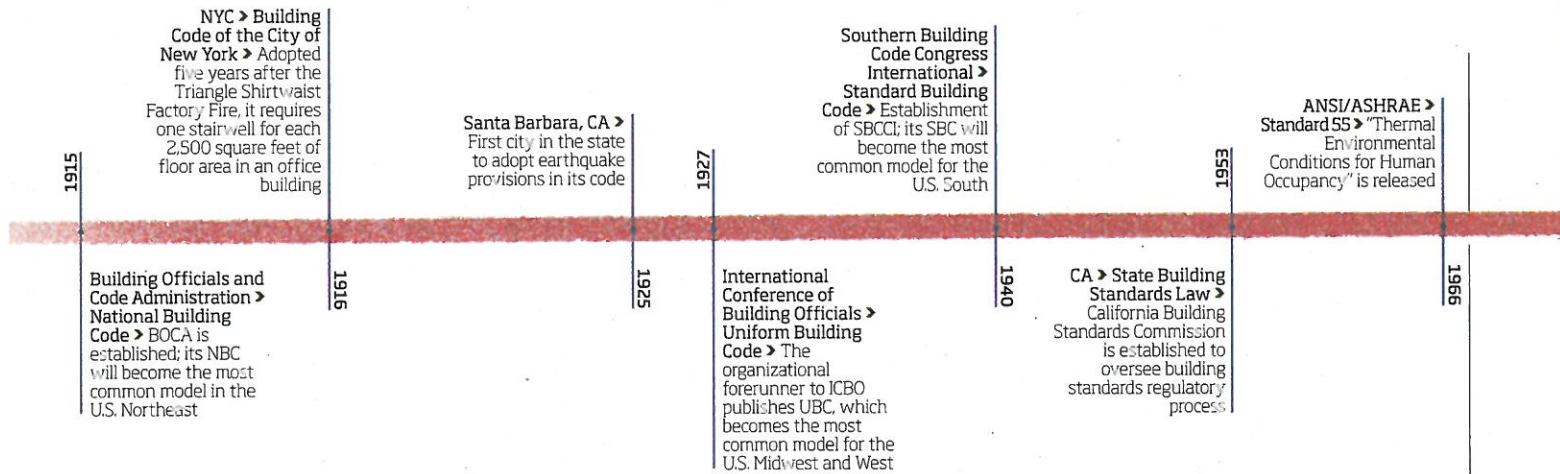 1915
Building Officials and
Code Administration >
National Building
Code > BOCA is
established; its NBC
will become the most
common model in the
U.S. Northeast
NYC > Building
Code of the City of
New York > Adopted
five years after the
Triangle Shirtwaist
Factory Fire, it requires
one stairwell for each
2,500 square feet of
floor area in an office
building
1916
Santa Barbara, CA >
First city in the state
to adopt earthquake
provisions in its code
1925
1927
International
Conference of
Building Officials >
Uniform Building
Code > The
organizational
forerunner to ICBO
publishes UBC, which
becomes the most
common model for the
U.S. Midwest and West
Southern Building
Code Congress
International >
Standard Building
Code > Establishment
of SBCCI; its SBC will
become the most
common model for the
U.S. South
1940
1953
CA > State Building
Standards Law >
California Building
Standards Commission
is established to
oversee building
standards regulatory
process
ANSI/ASHRAE >
Standard 55 > "Thermal
Environmental
Conditions for Human
Occupancy" is released
1966